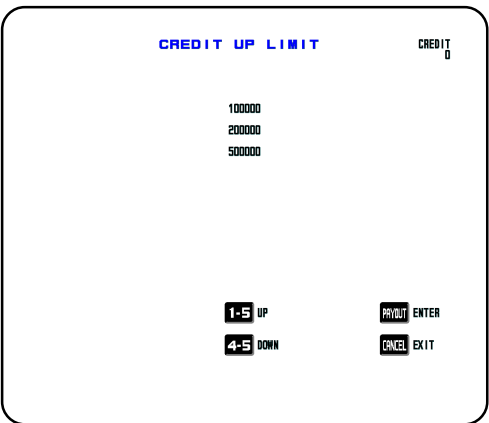 CREDIT UP LIMIT
CREDIT
0
100000
200000
500000
1-5 UP
PAYOUT ENTER
4-5 DOWN
CANCEL EXIT